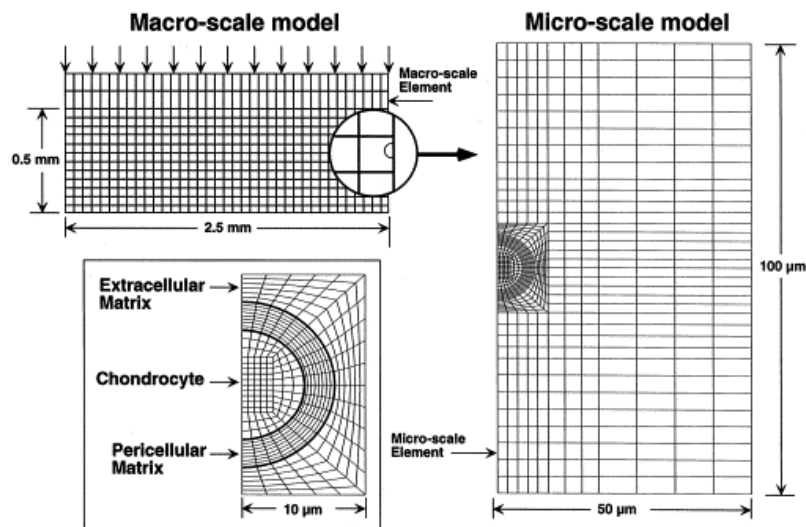 Macro-scale model
Micro-scale model
Macro-scale
Element
0.5 mm
2.5 mm
Extracellular
Matrix
Chondrocyte
Pericellular
Matrix
10 µm
100 µm
Micro-scale
Element
50 µm